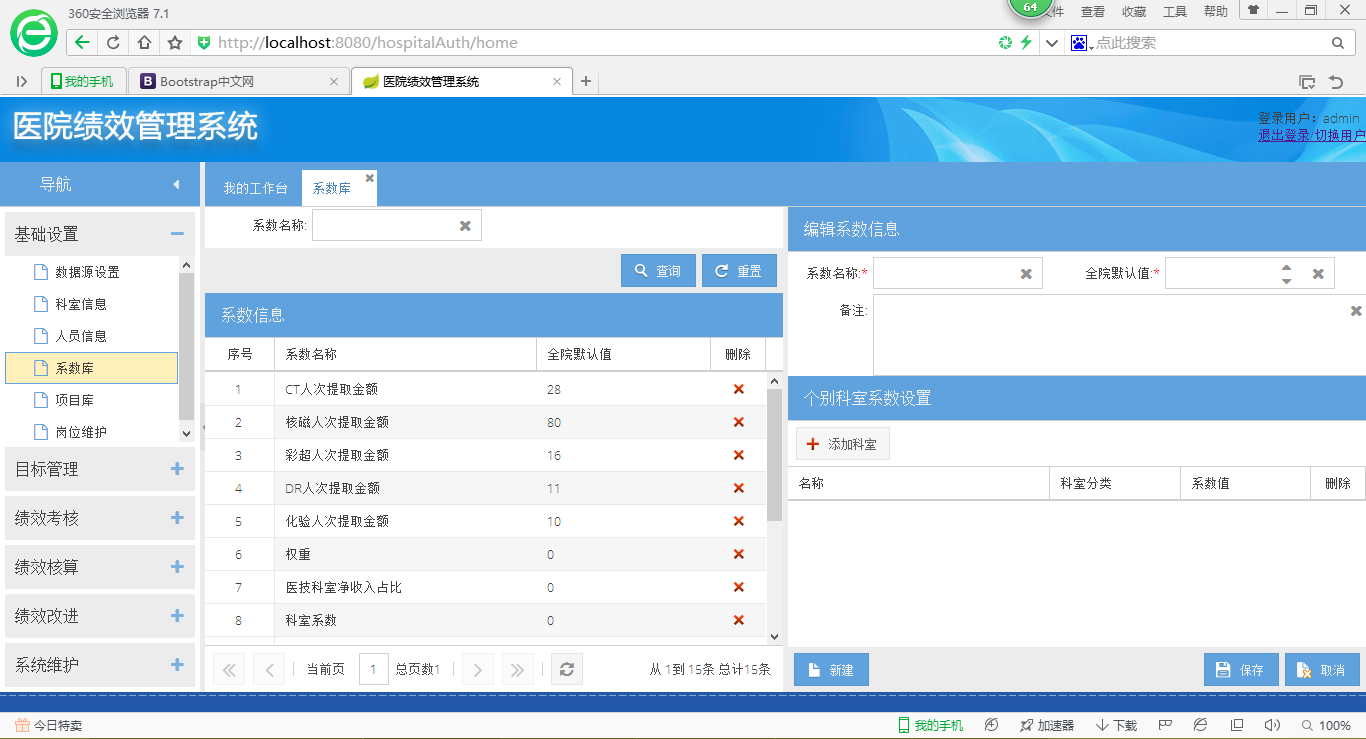 360安全浏览器 7.1
64
文件 查看 收藏 工具 帮助
http://localhost:8080/hospitalAuth/home
点此搜索
我的手机
B Bootstrap中文网
医院绩效管理系统
医院绩效管理系统
登录用户：admin
退出登录/切换用户
导航
我的工作台
系数库
基础设置
数据源设置
科室信息
人员信息
系数库
项目库
岗位维护
目标管理
绩效考核
绩效核算
绩效改进
系统维护
系数名称:
查询
重置
系数信息
序号 系数名称 全院默认值 删除
1 CT人次提取金额 28
2 核磁人次提取金额 80
3 彩超人次提取金额 16
4 DR人次提取金额 11
5 化验人次提取金额 10
6 权重 0
7 医技科室净收入占比 0
8 科室系数 0
当前页 1 总页数1
从 1到 15条 总计15条
编辑系数信息
系数名称:* 全院默认值:*
备注:
个别科室系数设置
添加科室
名称 科室分类 系数值 删除
新建
保存
取消
今日特卖
我的手机
加速器
下载
100%